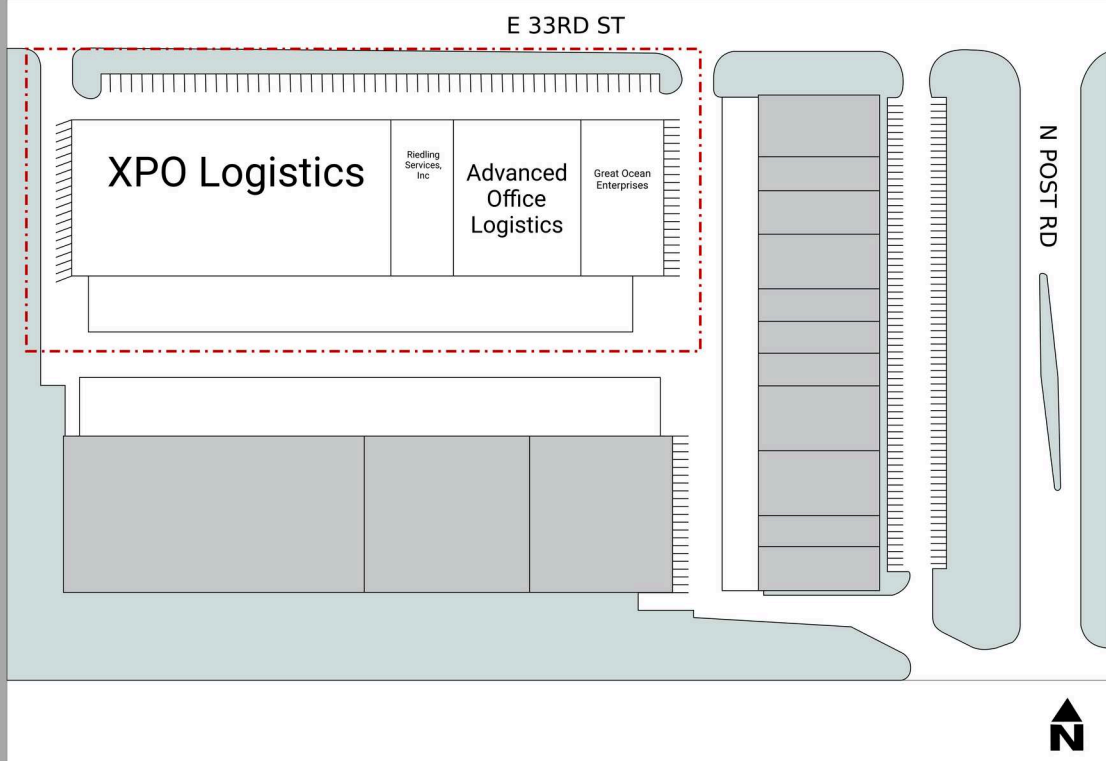 E 33RD ST
XPO Logistics
Riedling
Services,
Inc
Advanced
Office
Logistics
Great Ocean
Enterprises
N POST RD
N